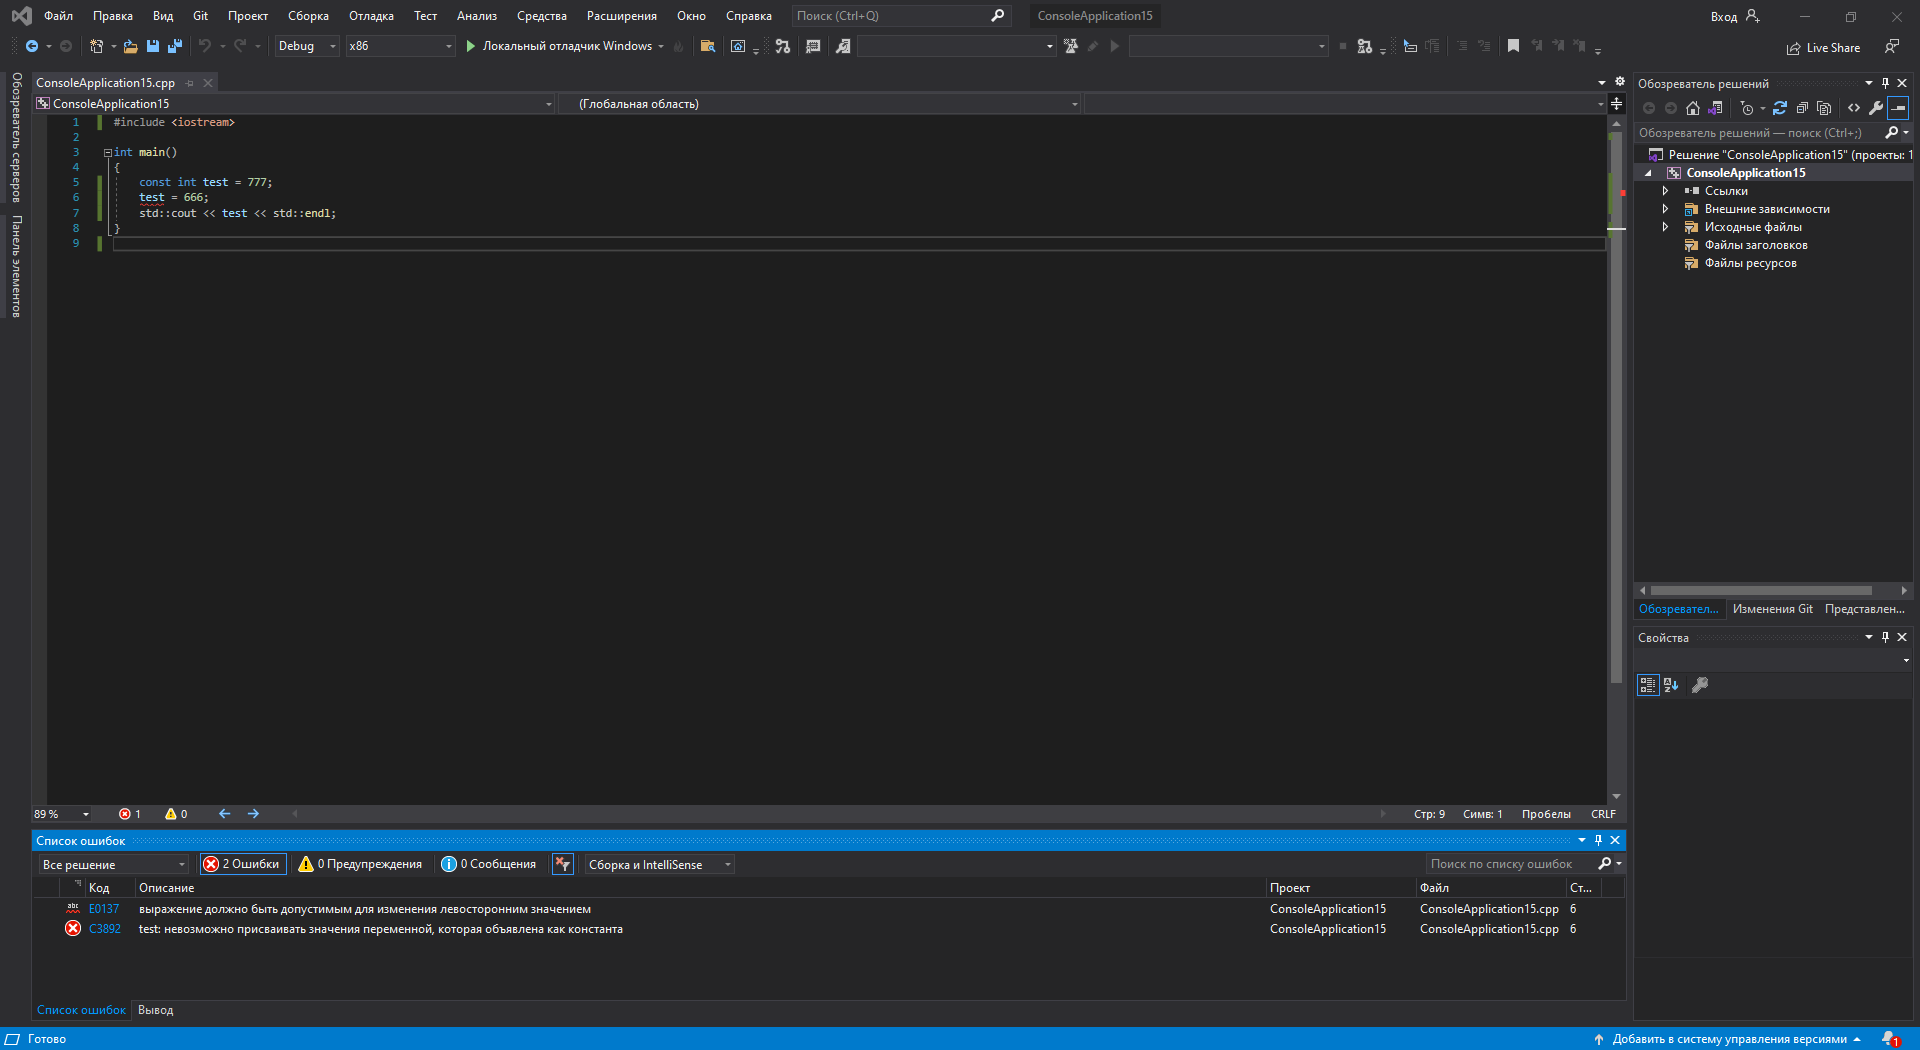 Файл Правка Вид Git Проект Сборка Отладка Тест Анализ Средства Расширения Окно Справка Поиск (Ctrl+Q) ConsoleApplication15 Вход
Debug x86 Локальный отладчик Windows Live Share
Обозреватель серверов
Панель элементов
ConsoleApplication15.cpp
ConsoleApplication15 (Глобальная область)
1 #include <iostream>
2
3 int main()
4 {
5 const int test = 777;
6 test = 666;
7 std::cout << test << std::endl;
8 }
9
89 % 1 0 Стр: 9 Симв: 1 Пробелы CRLF
Список ошибок
Все решение 2 Ошибки 0 Предупреждения 0 Сообщения Сборка и IntelliSense Поиск по списку ошибок
Код Описание Проект Файл Ст...
abc E0137 выражение должно быть допустимым для изменения левосторонним значением ConsoleApplication15 ConsoleApplication15.cpp 6
C3892 test: невозможно присваивать значения переменной, которая объявлена как константа ConsoleApplication15 ConsoleApplication15.cpp 6
Список ошибок Вывод
Обозреватель решений
Обозреватель решений — поиск (Ctrl+;)
Решение "ConsoleApplication15" (проекты: 1
ConsoleApplication15
Ссылки
Внешние зависимости
Исходные файлы
Файлы заголовков
Файлы ресурсов
Обозревател... Изменения Git Представлен...
Свойства
Готово Добавить в систему управления версиями 1